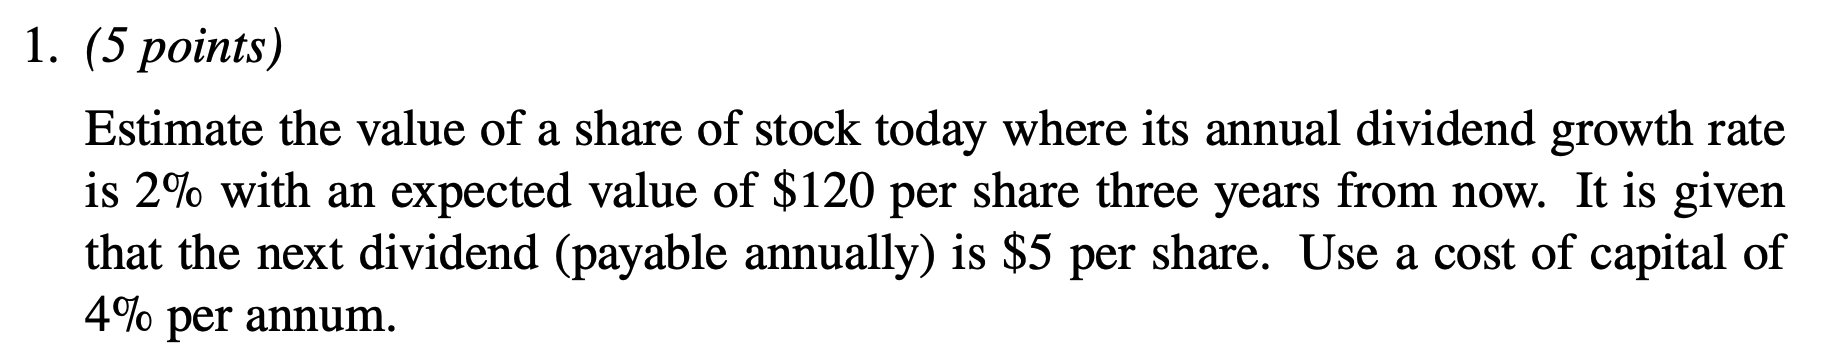 1. (5 points)
Estimate the value of a share of stock today where its annual dividend growth rate
is 2% with an expected value of $120 per share three years from now. It is given
that the next dividend (payable annually) is $5 per share. Use a cost of capital of
4% per annum.